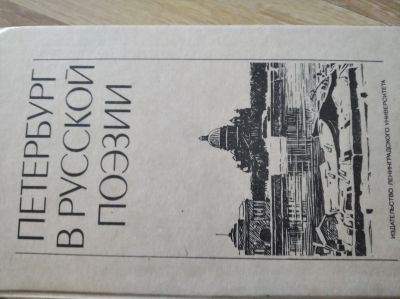 ПЕТЕРБУРГ
В РУССКОЙ
ПОЭЗИИ
ИЗДАТЕЛЬСТВО ЛЕНИНГРАДСКОГО УНИВЕРСИТЕТА